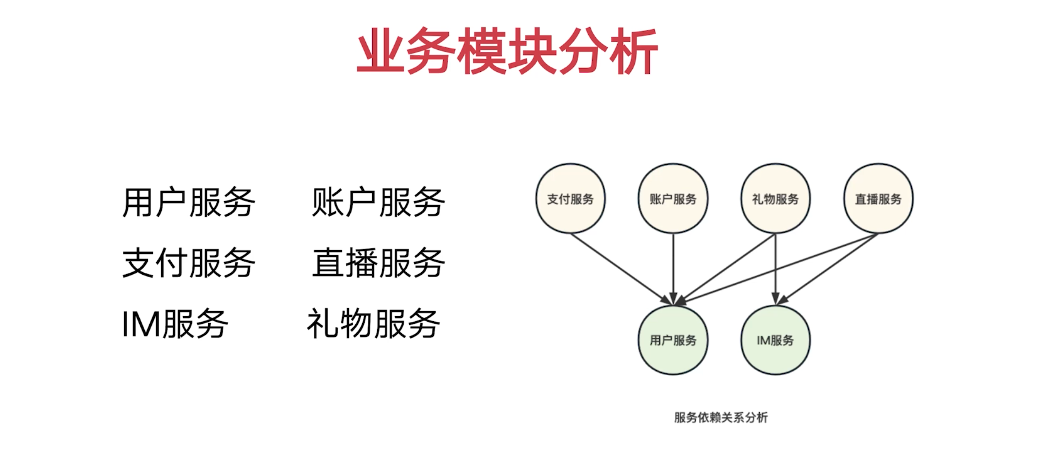 业务模块分析
用户服务 账户服务
支付服务 直播服务
IM服务 礼物服务
支付服务 账户服务 礼物服务 直播服务
用户服务 IM服务
服务依赖关系分析